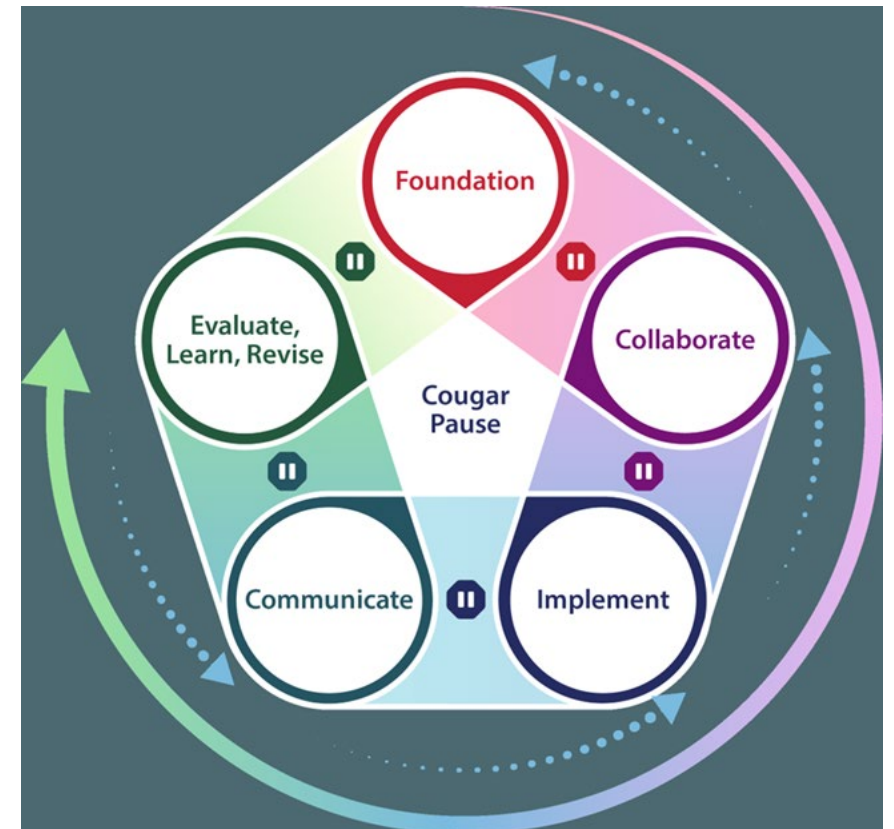 Foundation
Collaborate
Implement
Communicate
Evaluate,
Learn, Revise
Cougar
Pause